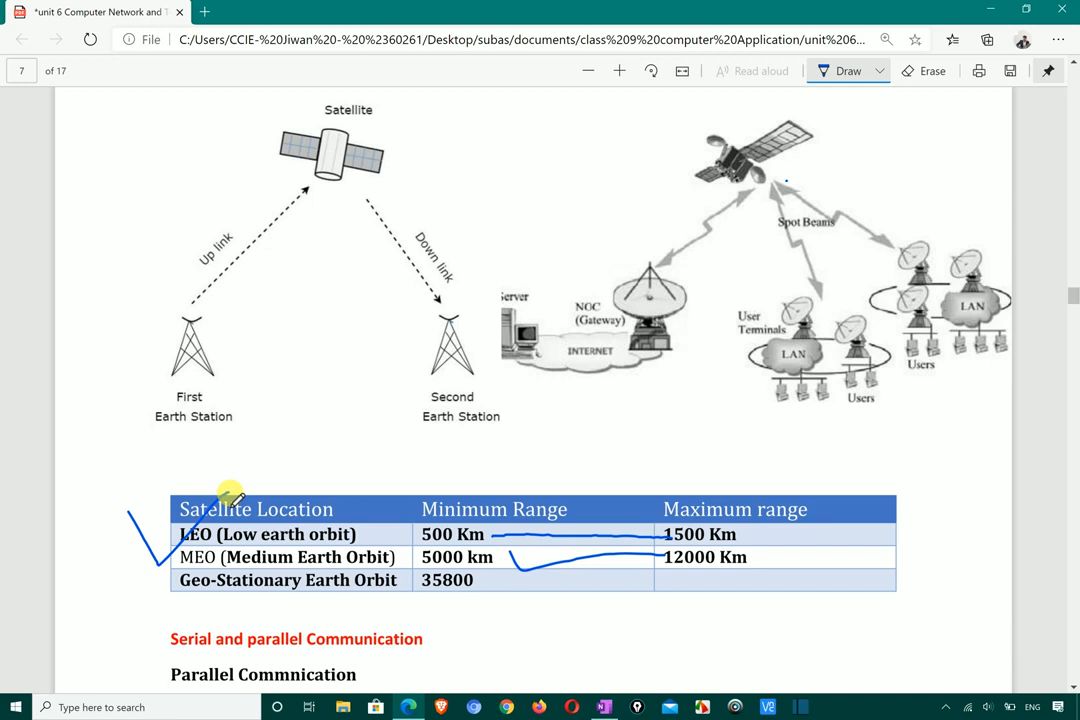 *unit 6 Computer Network and T
File
C:/Users/CCIE-%20Jiwan%20-%20%2360261/Desktop/subas/documents/class%209%20computer%20Application/unit%206...
7
of 17
Read aloud
Draw
Erase
Satellite
Up link
Down link
Spot Beams
First
Earth Station
Second
Earth Station
erver
NOC
(Gateway)
INTERNET
User
Terminals
LAN
Users
LAN
Users
Satellite Location Minimum Range Maximum range
LEO (Low earth orbit) 500 Km 1500 Km
MEO (Medium Earth Orbit) 5000 km 12000 Km
Geo-Stationary Earth Orbit 35800
Serial and parallel Communication
Parallel Commnication
Type here to search
ENG